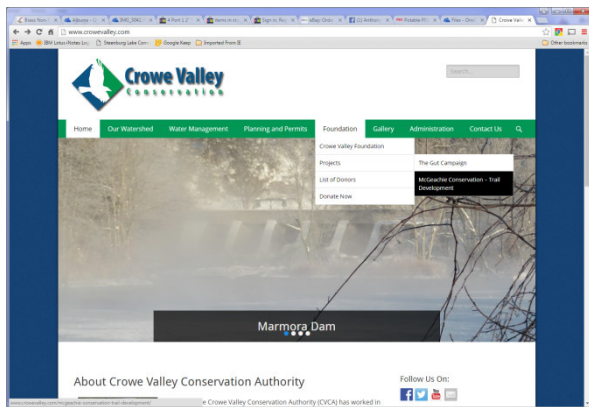 www.crowevalley.com
Apps
IBM Lotus iNotes Log
Steenburg Lake Com
Google Keep
Imported From IE
Other bookmarks
Crowe Valley
Conservation
Search...
Home Our Watershed Water Management Planning and Permits Foundation Gallery Administration Contact Us
Crowe Valley Foundation
Projects
The Gut Campaign
List of Donors
McGeachie Conservation – Trail
Development
Donate Now
Marmora Dam
About Crowe Valley Conservation Authority
Follow Us On:
You
e Crowe Valley Conservation Authority (CVCA) has worked in
www.crowevalley.com/mcgeachie-conservation-trail-development/